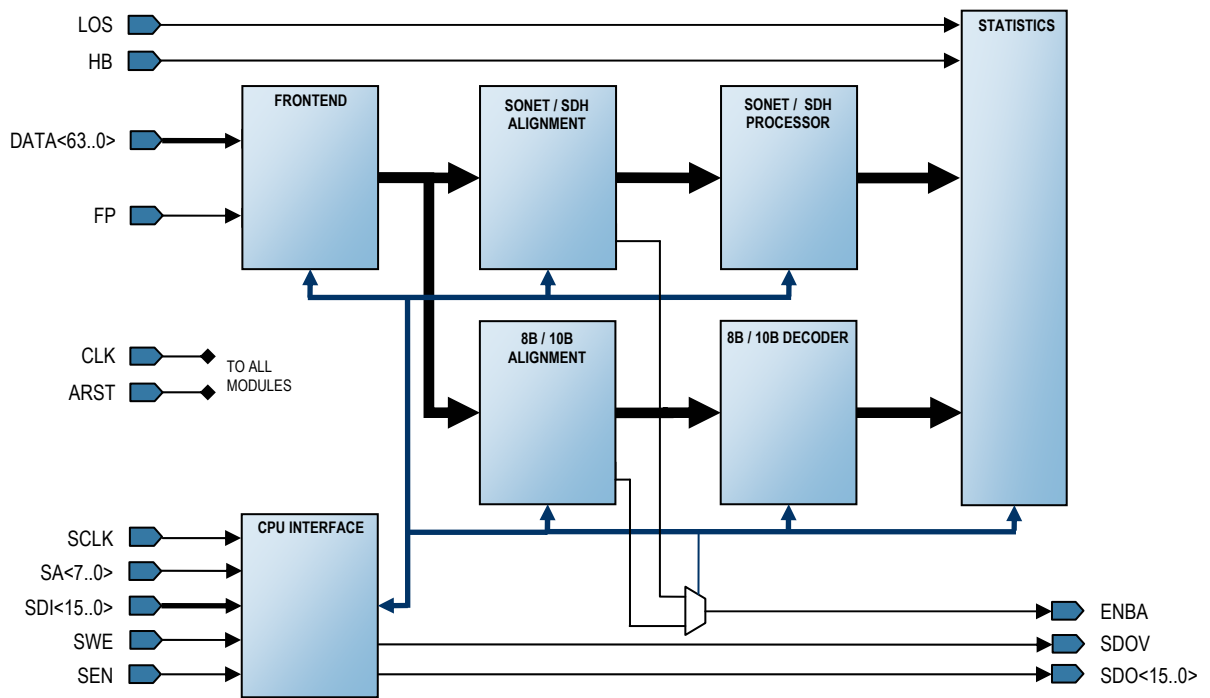 LOS
STATISTICS
HB
FRONTEND
SONET / SDH
ALIGNMENT
SONET / SDH
PROCESSOR
DATA<63..0>
FP
8B / 10B
ALIGNMENT
8B / 10B DECODER
CLK
TO ALL
MODULES
ARST
CPU INTERFACE
SCLK
SA<7..0>
SDI<15..0>
SWE
SEN
ENBA
SDOV
SDO<15..0>